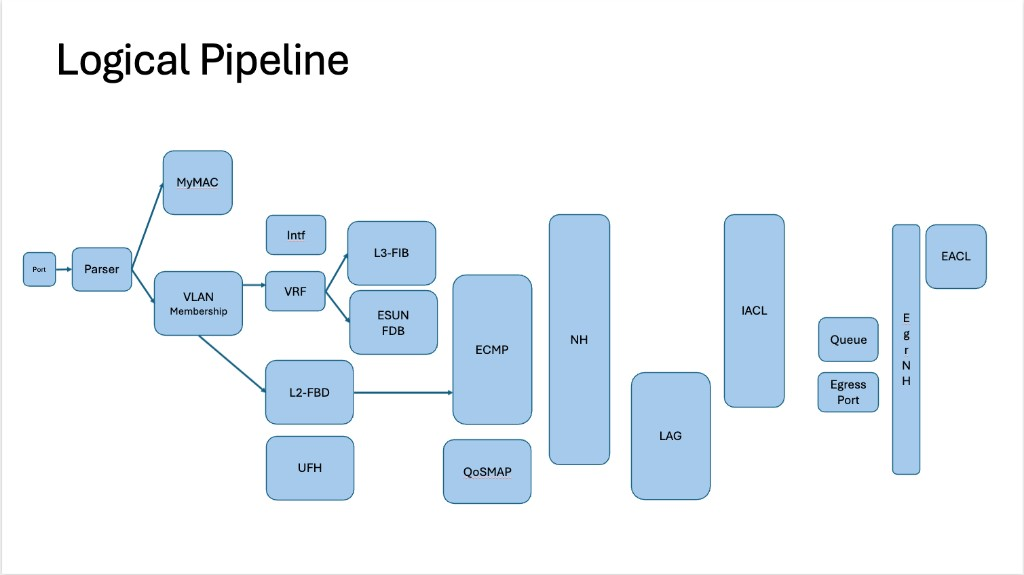 Logical Pipeline
MyMAC
Port
Parser
VLAN
Membership
Intf
VRF
L3-FIB
ESUN
FDB
L2-FBD
UFH
ECMP
QoSMAP
NH
LAG
IACL
Queue
Egress
Port
E
g
r
N
H
EACL